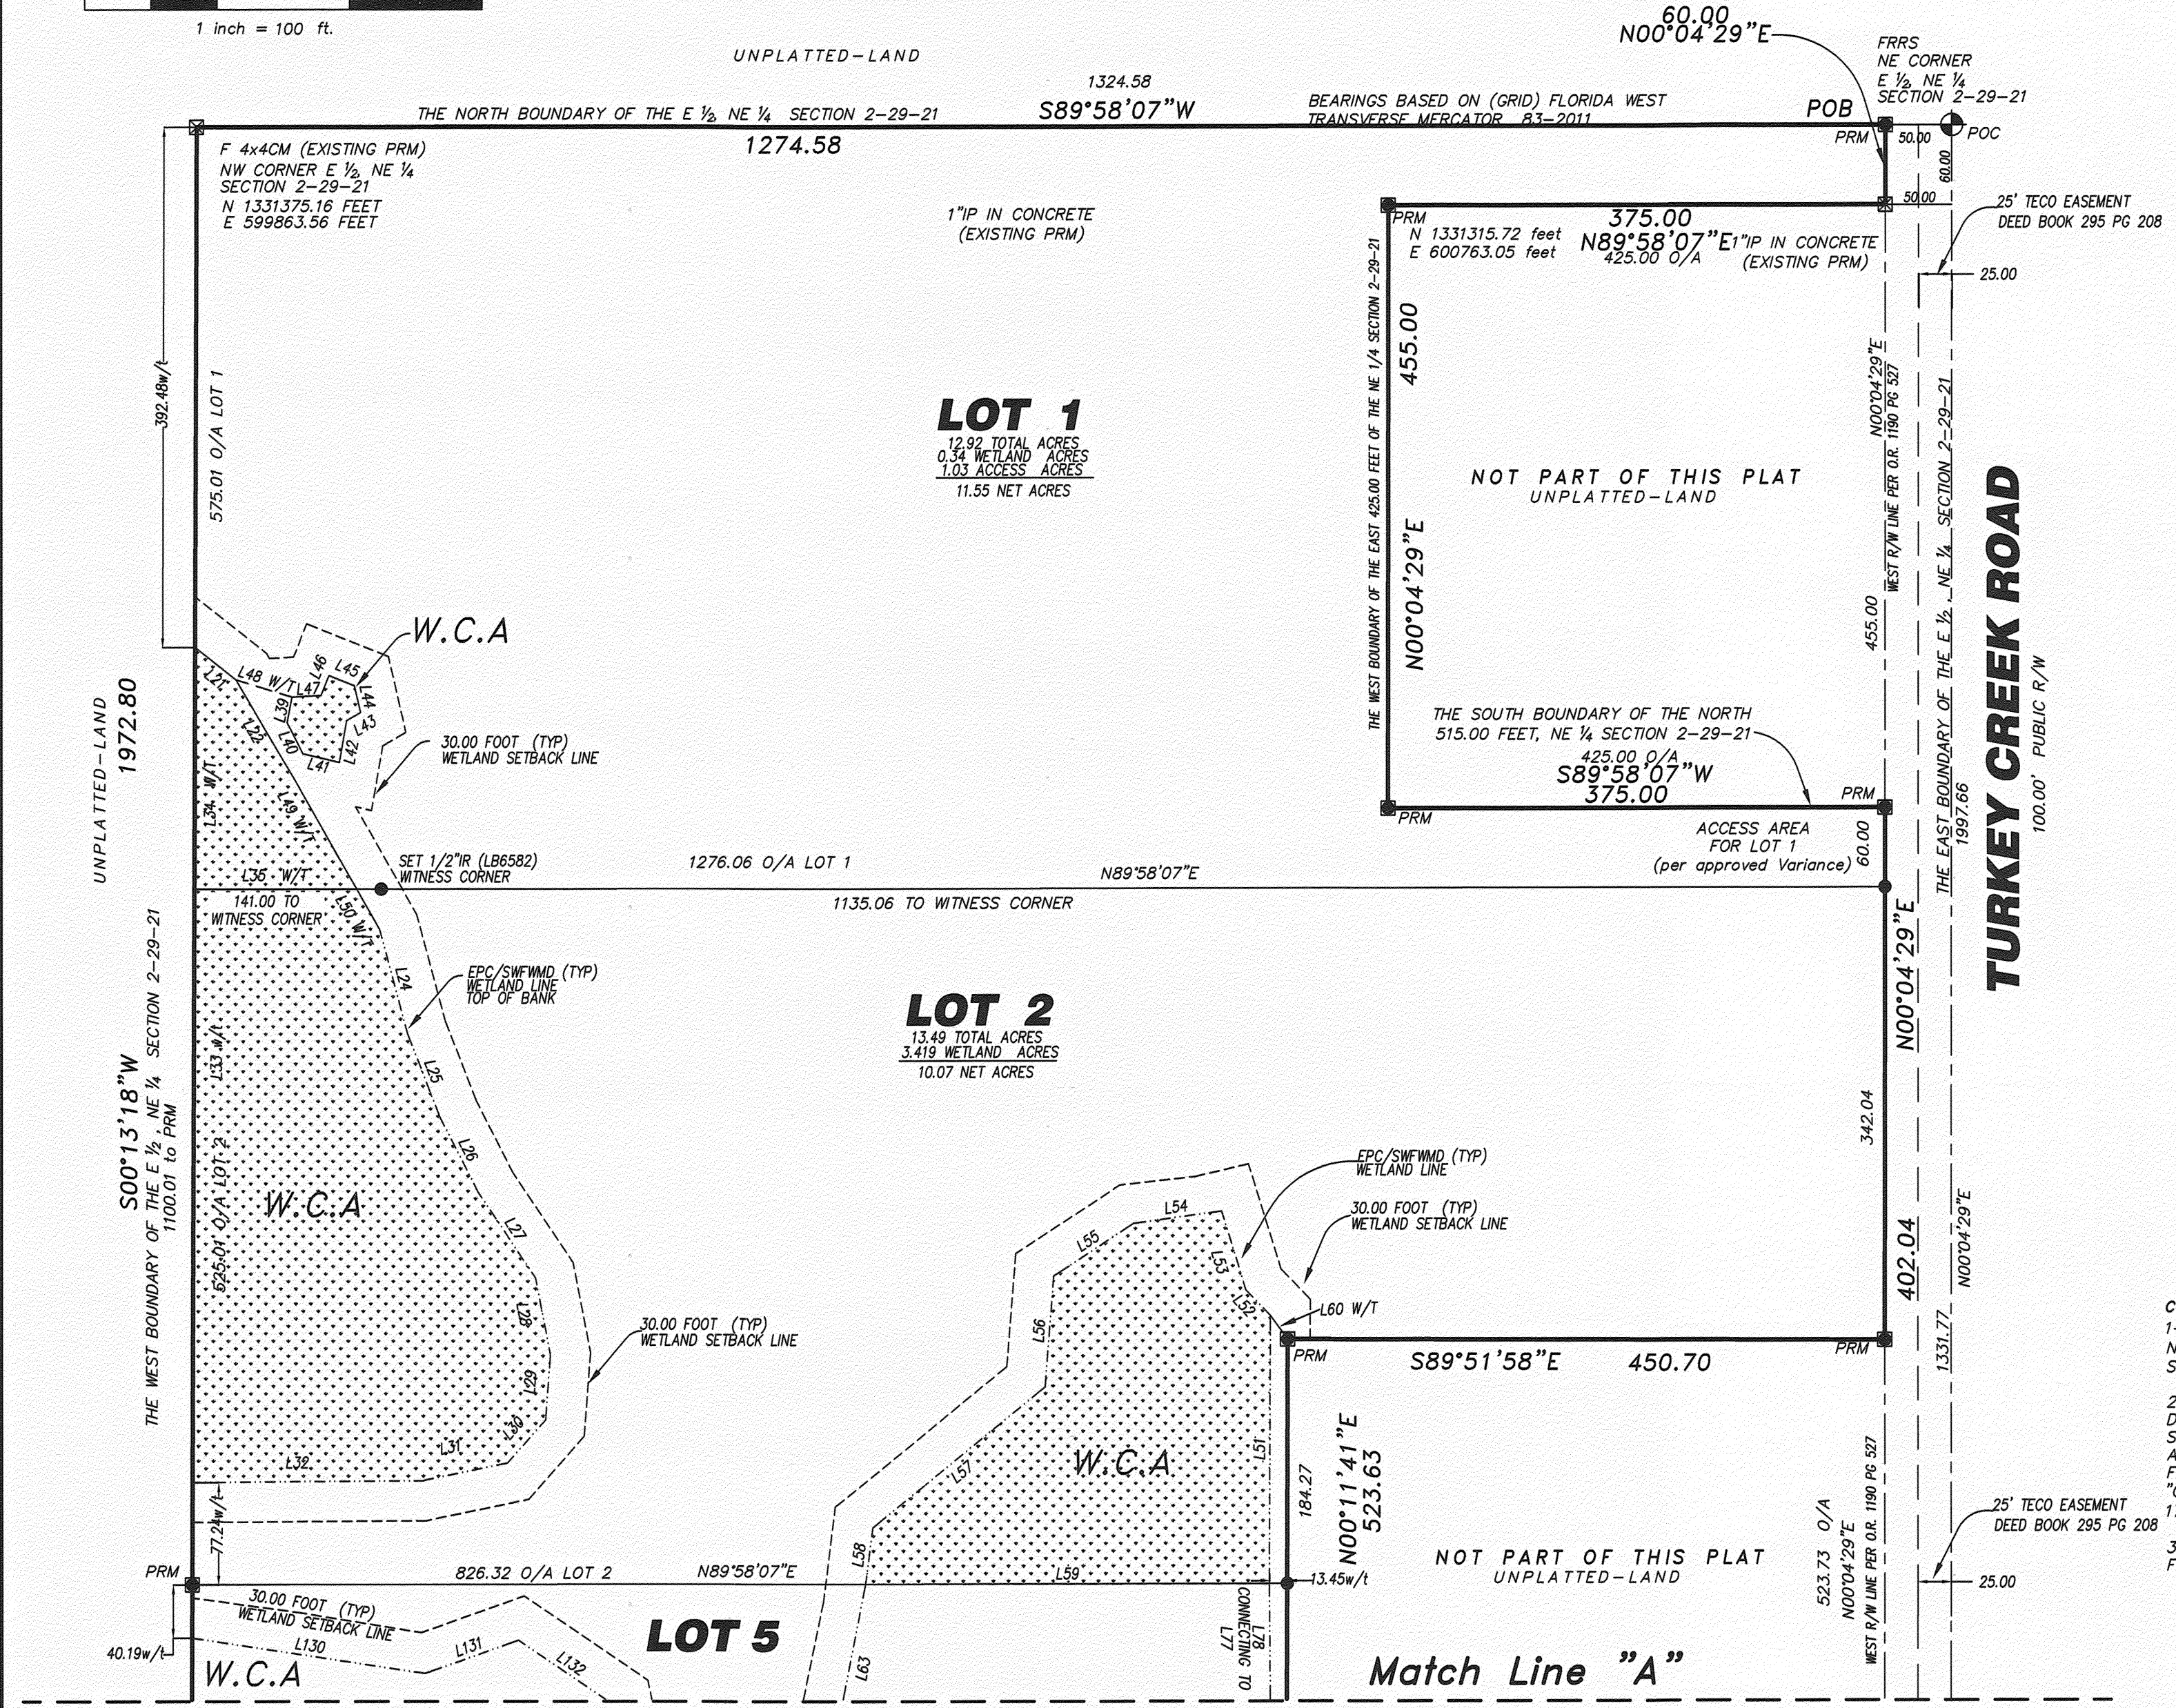 1 inch = 100 ft.
UNPLATTED-LAND
1324.58
THE NORTH BOUNDARY OF THE E ½, NE ¼ SECTION 2-29-21
S89°58'07"W
1274.58
BEARINGS BASED ON (GRID) FLORIDA WEST
TRANSVERSE MERCATOR 83-2011
60.00
N00°04'29"E
FRRS
NE CORNER
E ½, NE ¼
SECTION 2-29-21
POB
PRM
50.00
POC
60.00
50.00
25' TECO EASEMENT
DEED BOOK 295 PG 208
25.00
F 4x4CM (EXISTING PRM)
NW CORNER E ½, NE ¼
SECTION 2-29-21
N 1331375.16 FEET
E 599863.56 FEET
1"IP IN CONCRETE
(EXISTING PRM)
PRM
375.00
N 1331315.72 feet
E 600763.05 feet
N89°58'07"E
425.00 O/A
1"IP IN CONCRETE
(EXISTING PRM)
392.48w/t
575.01 O/A LOT 1
LOT 1
12.92 TOTAL ACRES
0.34 WETLAND ACRES
1.03 ACCESS ACRES
11.55 NET ACRES
THE WEST BOUNDARY OF THE EAST 425.00 FEET OF THE NE 1/4 SECTION 2-29-21
455.00
N00°04'29"E
NOT PART OF THIS PLAT
UNPLATTED-LAND
N00°04'29"E
WEST R/W LINE PER O.R. 1190 PG 527
455.00
THE EAST BOUNDARY OF THE E ½, NE ¼ SECTION 2-29-21
1997.66
TURKEY CREEK ROAD
100.00' PUBLIC R/W
W.C.A
L21
L48 W/T
L47
L46
L45
L44
L43
L42
L41
L40
L39
L22
L34 W/T
L49 W/T
30.00 FOOT (TYP)
WETLAND SETBACK LINE
THE SOUTH BOUNDARY OF THE NORTH
515.00 FEET, NE ¼ SECTION 2-29-21
425.00 O/A
S89°58'07"W
375.00
PRM
PRM
ACCESS AREA
FOR LOT 1
(per approved Variance)
60.00
UNPLATTED-LAND
1972.80
SET 1/2"IR (LB6582)
WITNESS CORNER
1276.06 O/A LOT 1
N89°58'07"E
L35 W/T
141.00 TO
WITNESS CORNER
L50 W/T
1135.06 TO WITNESS CORNER
L24
EPC/SWFWMD (TYP)
WETLAND LINE
TOP OF BANK
LOT 2
13.49 TOTAL ACRES
3.419 WETLAND ACRES
10.07 NET ACRES
N00°04'29"E
342.04
402.04
N00°04'29"E
1331.77
S00°13'18"W
THE WEST BOUNDARY OF THE E ½, NE ¼ SECTION 2-29-21
1100.01 to PRM
L33 w/t
525.01 O/A LOT 2
W.C.A
L25
L26
L27
L28
L29
L30
L31
L32
30.00 FOOT (TYP)
WETLAND SETBACK LINE
EPC/SWFWMD (TYP)
WETLAND LINE
30.00 FOOT (TYP)
WETLAND SETBACK LINE
L54
L55
L53
L52
L60 W/T
L56
L57
L58
L59
L51
W.C.A
PRM
S89°51'58"E
450.70
PRM
184.27
N00°11'41"E
523.63
NOT PART OF THIS PLAT
UNPLATTED-LAND
523.73 O/A
N00°04'29"E
WEST R/W LINE PER O.R. 1190 PG 527
25' TECO EASEMENT
DEED BOOK 295 PG 208
25.00
77.24w/t
PRM
826.32 O/A LOT 2
N89°58'07"E
13.45w/t
30.00 FOOT (TYP)
WETLAND SETBACK LINE
40.19w/t
L130
L131
L132
W.C.A
LOT 5
L63
CONNECTING TO
L78
L77
Match Line "A"